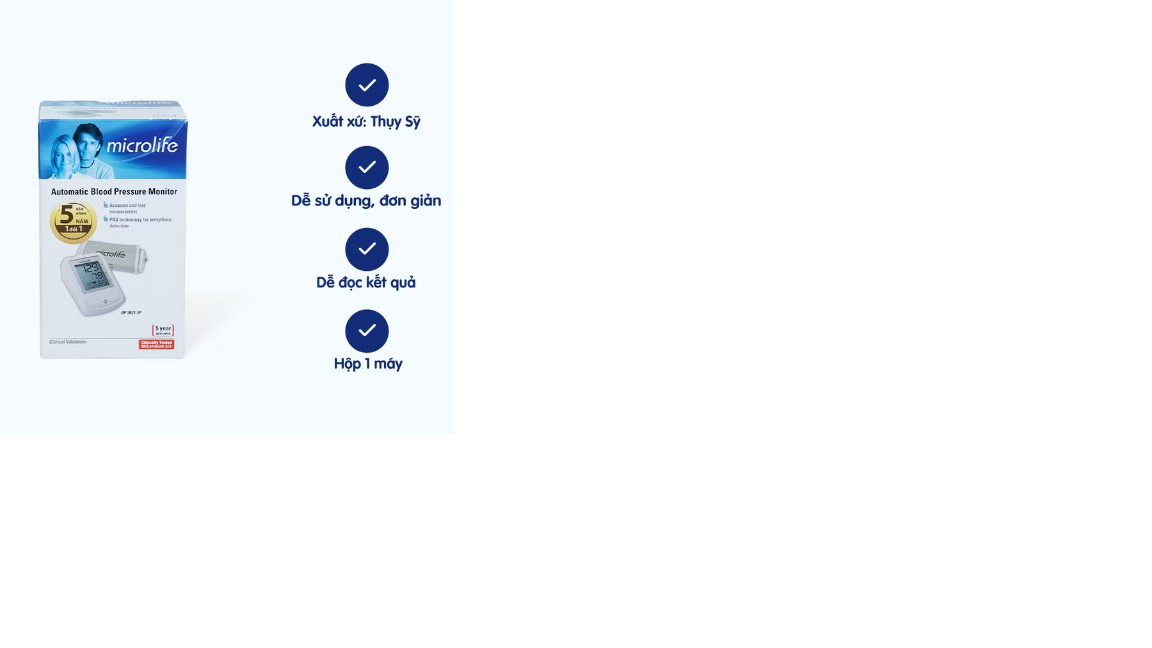 microlife
Automatic Blood Pressure Monitor
Accurate and fast
measurement
PAD technology for arrhythmia
detection
5
NĂM
1 đổi 1
microlife
129
78
5 year
Clinical Validation
Clinically Tested
Xuất xứ: Thụy Sỹ
Dễ sử dụng, đơn giản
Dễ đọc kết quả
Hộp 1 máy